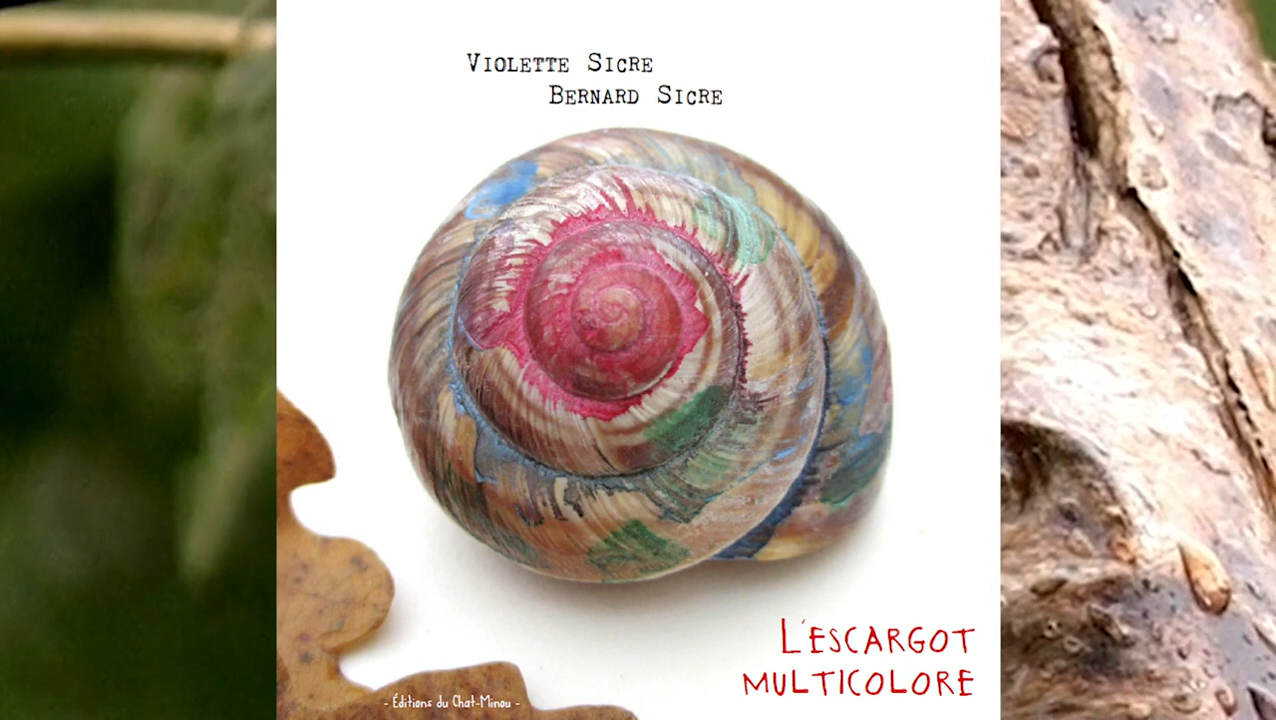 Violette Sicre
Bernard Sicre
L'ESCARGOT
MULTICOLORE
- Éditions du Chat-Minou -